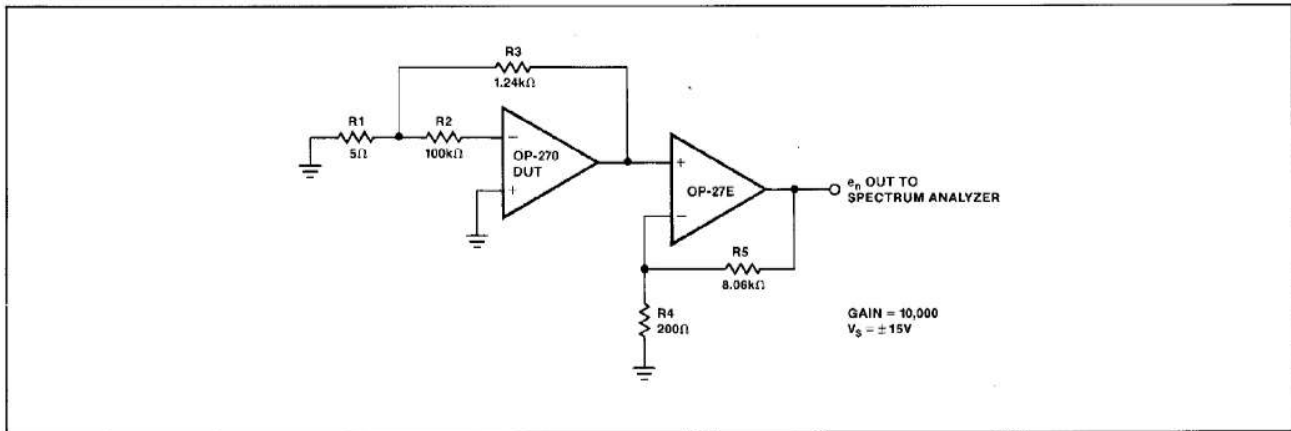 R3
1.24kΩ
R1
5Ω
R2
100kΩ
−
OP-270
DUT
+
+
OP-27E
−
en OUT TO
SPECTRUM ANALYZER
R5
8.06kΩ
R4
200Ω
GAIN = 10,000
VS = ±15V